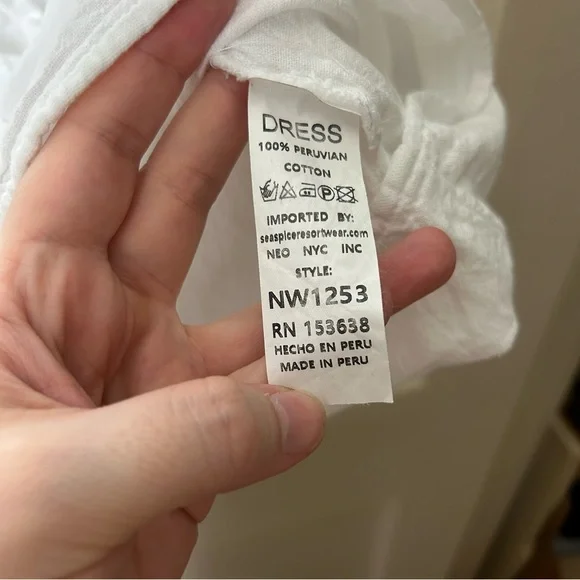 DRESS
100% PERUVIAN
COTTON
P
IMPORTED BY:
seaspiceresortwear.com
NEO NYC INC
STYLE:
NW1253
RN 153638
HECHO EN PERU
MADE IN PERU